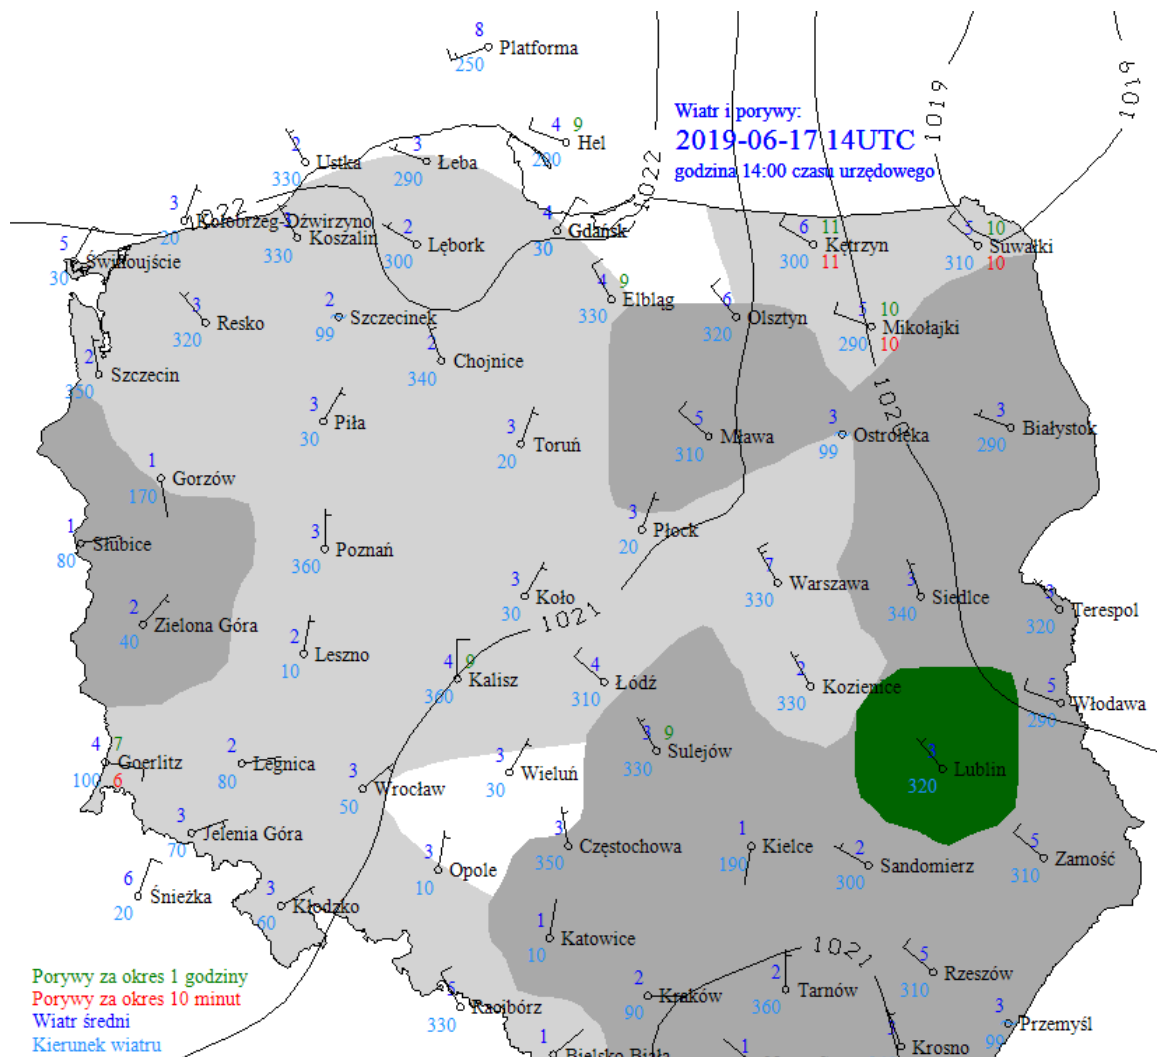 8
Platforma
250
Wiatr i porywy:
2019-06-17 14UTC
godzina 14:00 czasu urzędowego
1019
1019
4 9
Hel
290
2
Ustka
330
3
Łeba
290
1022
3
Kołobrzeg-Dźwirzyno
20
1022
3
Koszalin
330
2
Lębork
300
4
Gdańsk
30
6 11
Kętrzyn
300 11
5 10
Suwałki
310 10
5
Świnoujście
30
4 9
Elbląg
330
3
Resko
320
2
Szczecinek
99
6
Olsztyn
320
5 10
Mikołajki
290 10
2
Szczecin
350
2
Chojnice
340
1020
3
Piła
30
3
Toruń
20
5
Mława
310
3
Ostrołęka
99
3
Białystok
290
1
Gorzów
170
1
Słubice
80
3
Poznań
360
3
Płock
20
7
Warszawa
330
3
Koło
30
3
Siedlce
340
3
Terespol
320
2
Zielona Góra
40
1021
2
Leszno
10
4 9
Kalisz
360
4
Łódź
310
2
Kozienice
330
5
Włodawa
290
4 7
Goerlitz
100 6
2
Legnica
80
3
Wrocław
50
3
Wieluń
30
3 9
Sulejów
330
3
Lublin
320
3
Jelenia Góra
70
3
Opole
10
3
Częstochowa
350
1
Kielce
190
2
Sandomierz
300
5
Zamość
310
6
Śnieżka
20
3
Kłodzko
60
1
Katowice
10
1021
5
Rzeszów
310
Porywy za okres 1 godziny
Porywy za okres 10 minut
Wiatr średni
Kierunek wiatru
5
Racibórz
330
2
Kraków
90
2
Tarnów
360
3
Przemyśl
99
1
Bielsko Biała
1
3
Krosno